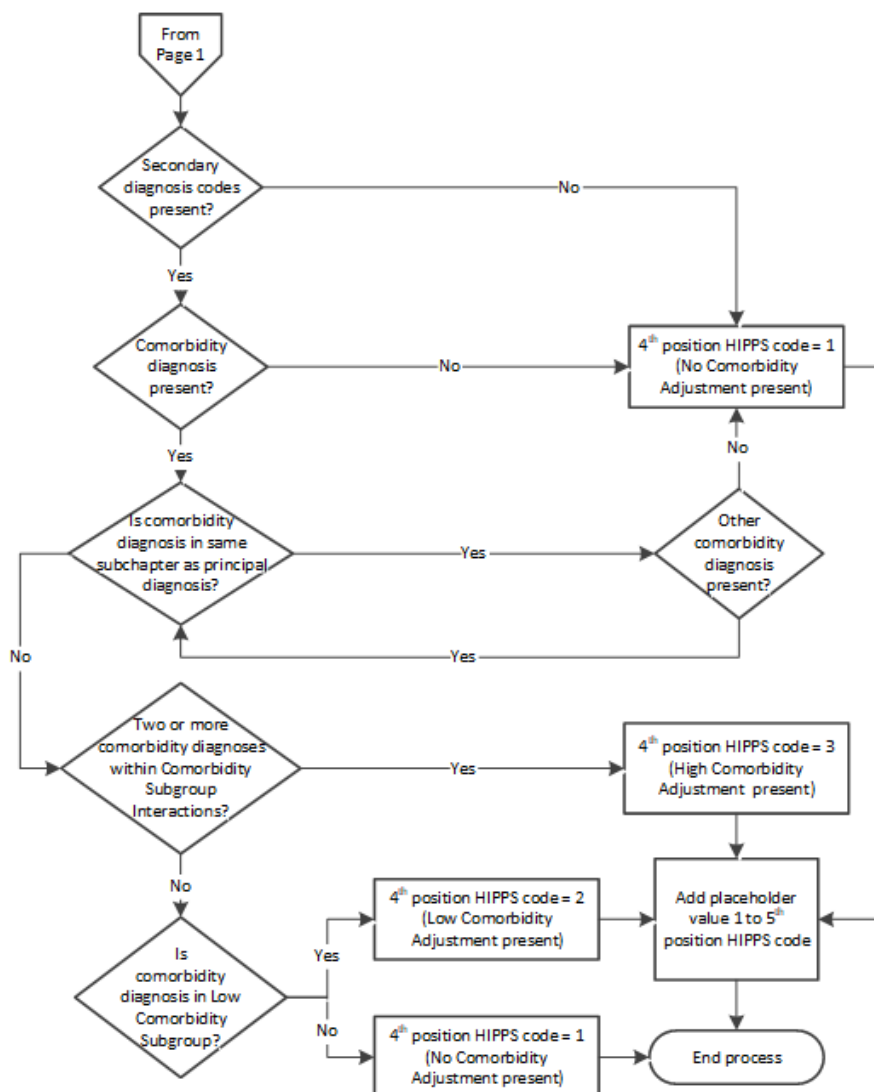 From
Page 1
Secondary
diagnosis codes
present?
No
Yes
Comorbidity
diagnosis
present?
No
4th position HIPPS code = 1
(No Comorbidity
Adjustment present)
Yes
No
Is comorbidity
diagnosis in same
subchapter as principal
diagnosis?
Yes
Other
comorbidity
diagnosis
present?
No
Yes
Two or more
comorbidity diagnoses
within Comorbidity
Subgroup
Interactions?
Yes
4th position HIPPS code = 3
(High Comorbidity
Adjustment present)
No
4th position HIPPS code = 2
(Low Comorbidity
Adjustment present)
Add placeholder
value 1 to 5th
position HIPPS code
Yes
Is
comorbidity
diagnosis in Low
Comorbidity
Subgroup?
No
4th position HIPPS code = 1
(No Comorbidity
Adjustment present)
End process